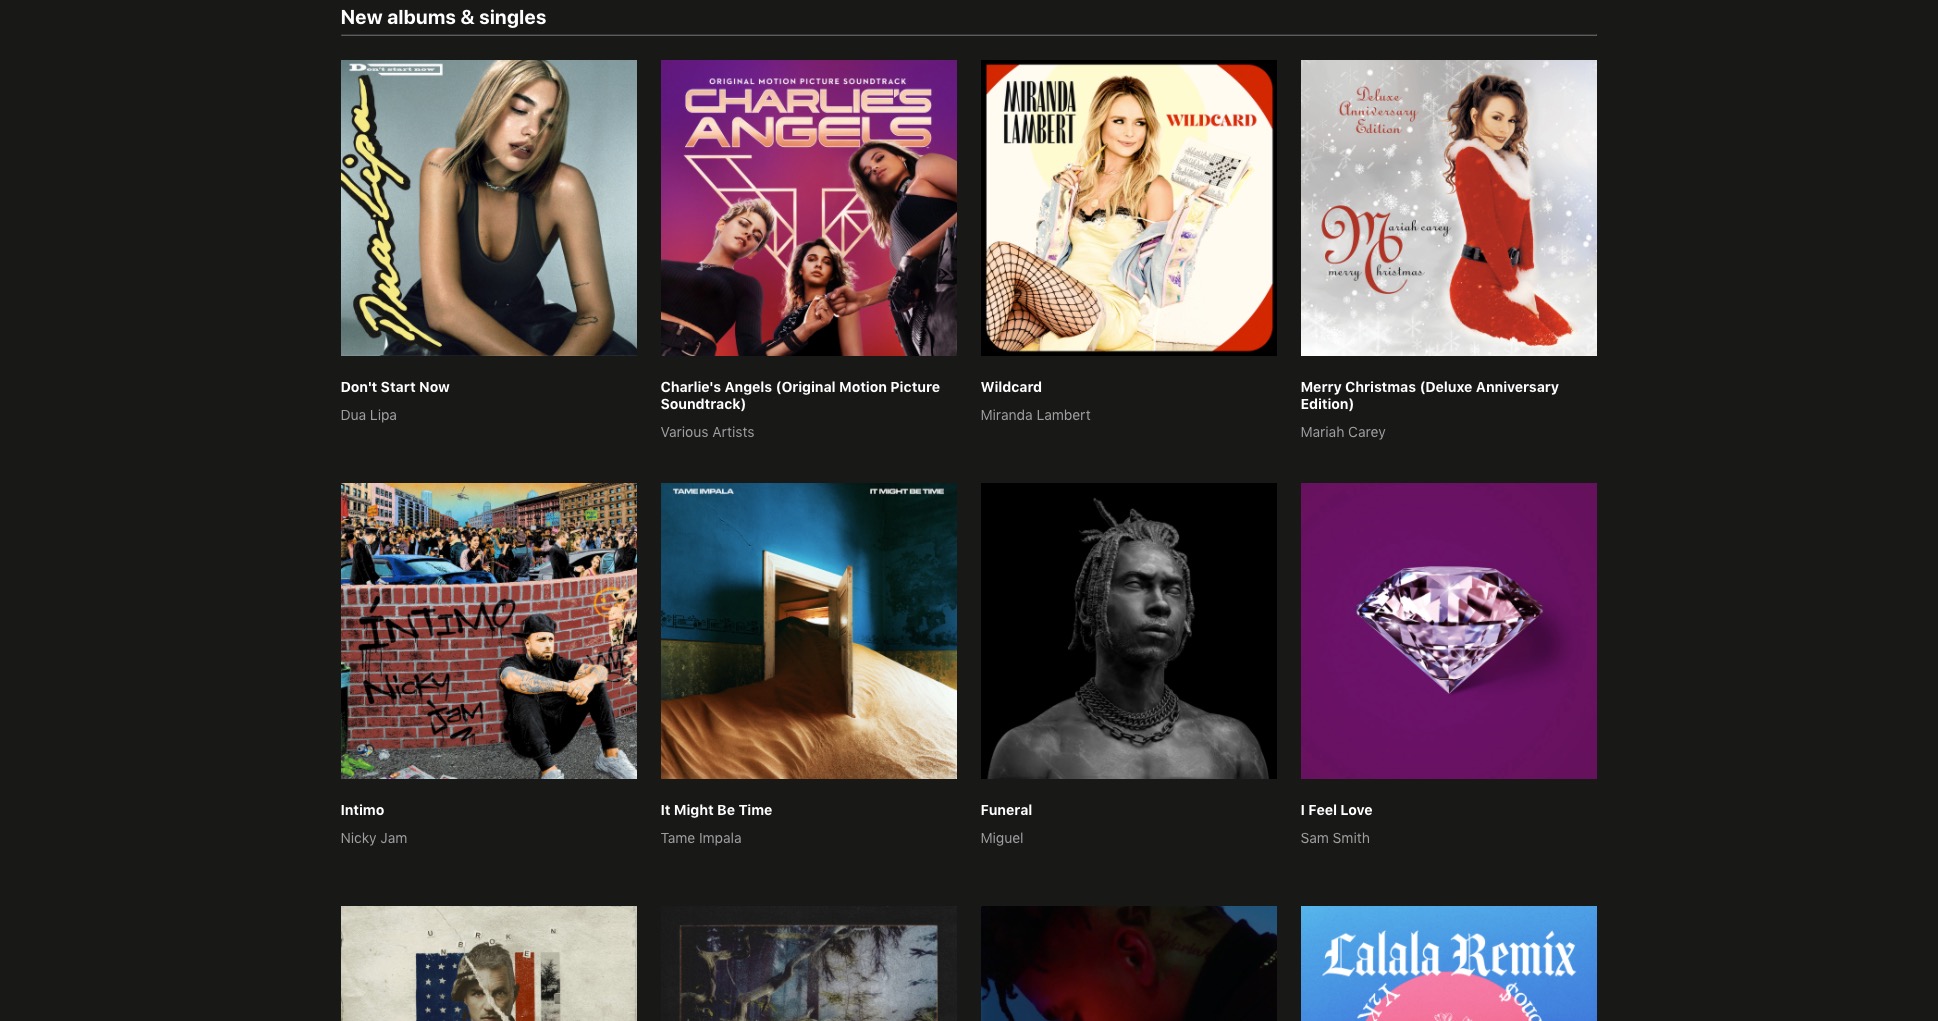 New albums & singles
Don't start now
Dua Lipa
ORIGINAL MOTION PICTURE SOUNDTRACK
CHARLIE'S
ANGELS
MIRANDA
LAMBERT
WILDCARD
Deluxe
Anniversary
Edition
Mariah carey
merry Christmas
Don't Start Now
Dua Lipa
Charlie's Angels (Original Motion Picture
Soundtrack)
Various Artists
Wildcard
Miranda Lambert
Merry Christmas (Deluxe Anniversary
Edition)
Mariah Carey
ÍNTIMO
Nicky
Jam
TAME IMPALA
IT MIGHT BE TIME
Intimo
Nicky Jam
It Might Be Time
Tame Impala
Funeral
Miguel
I Feel Love
Sam Smith
UNBROKEN
Lalala Remix
Y2K